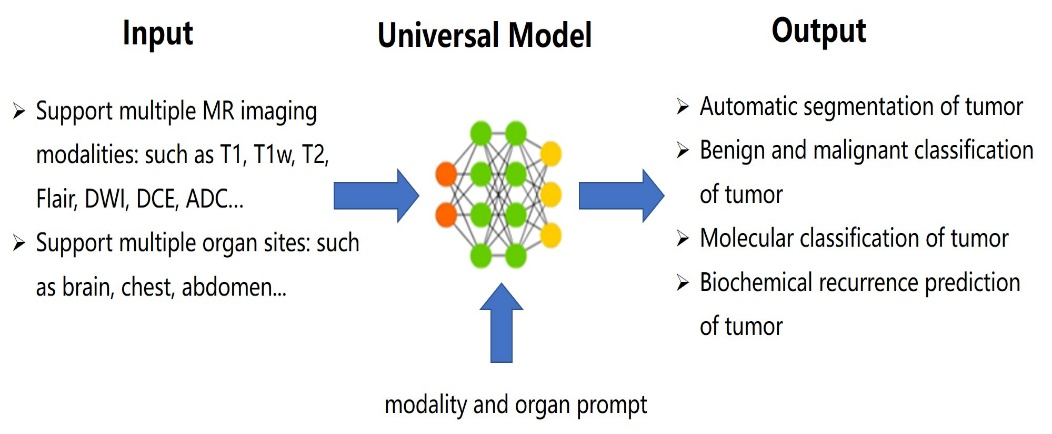 Input
Support multiple MR imaging
modalities: such as T1, T1w, T2,
Flair, DWI, DCE, ADC...
Support multiple organ sites: such
as brain, chest, abdomen...
Universal Model
modality and organ prompt
Output
Automatic segmentation of tumor
Benign and malignant classification
of tumor
Molecular classification of tumor
Biochemical recurrence prediction
of tumor